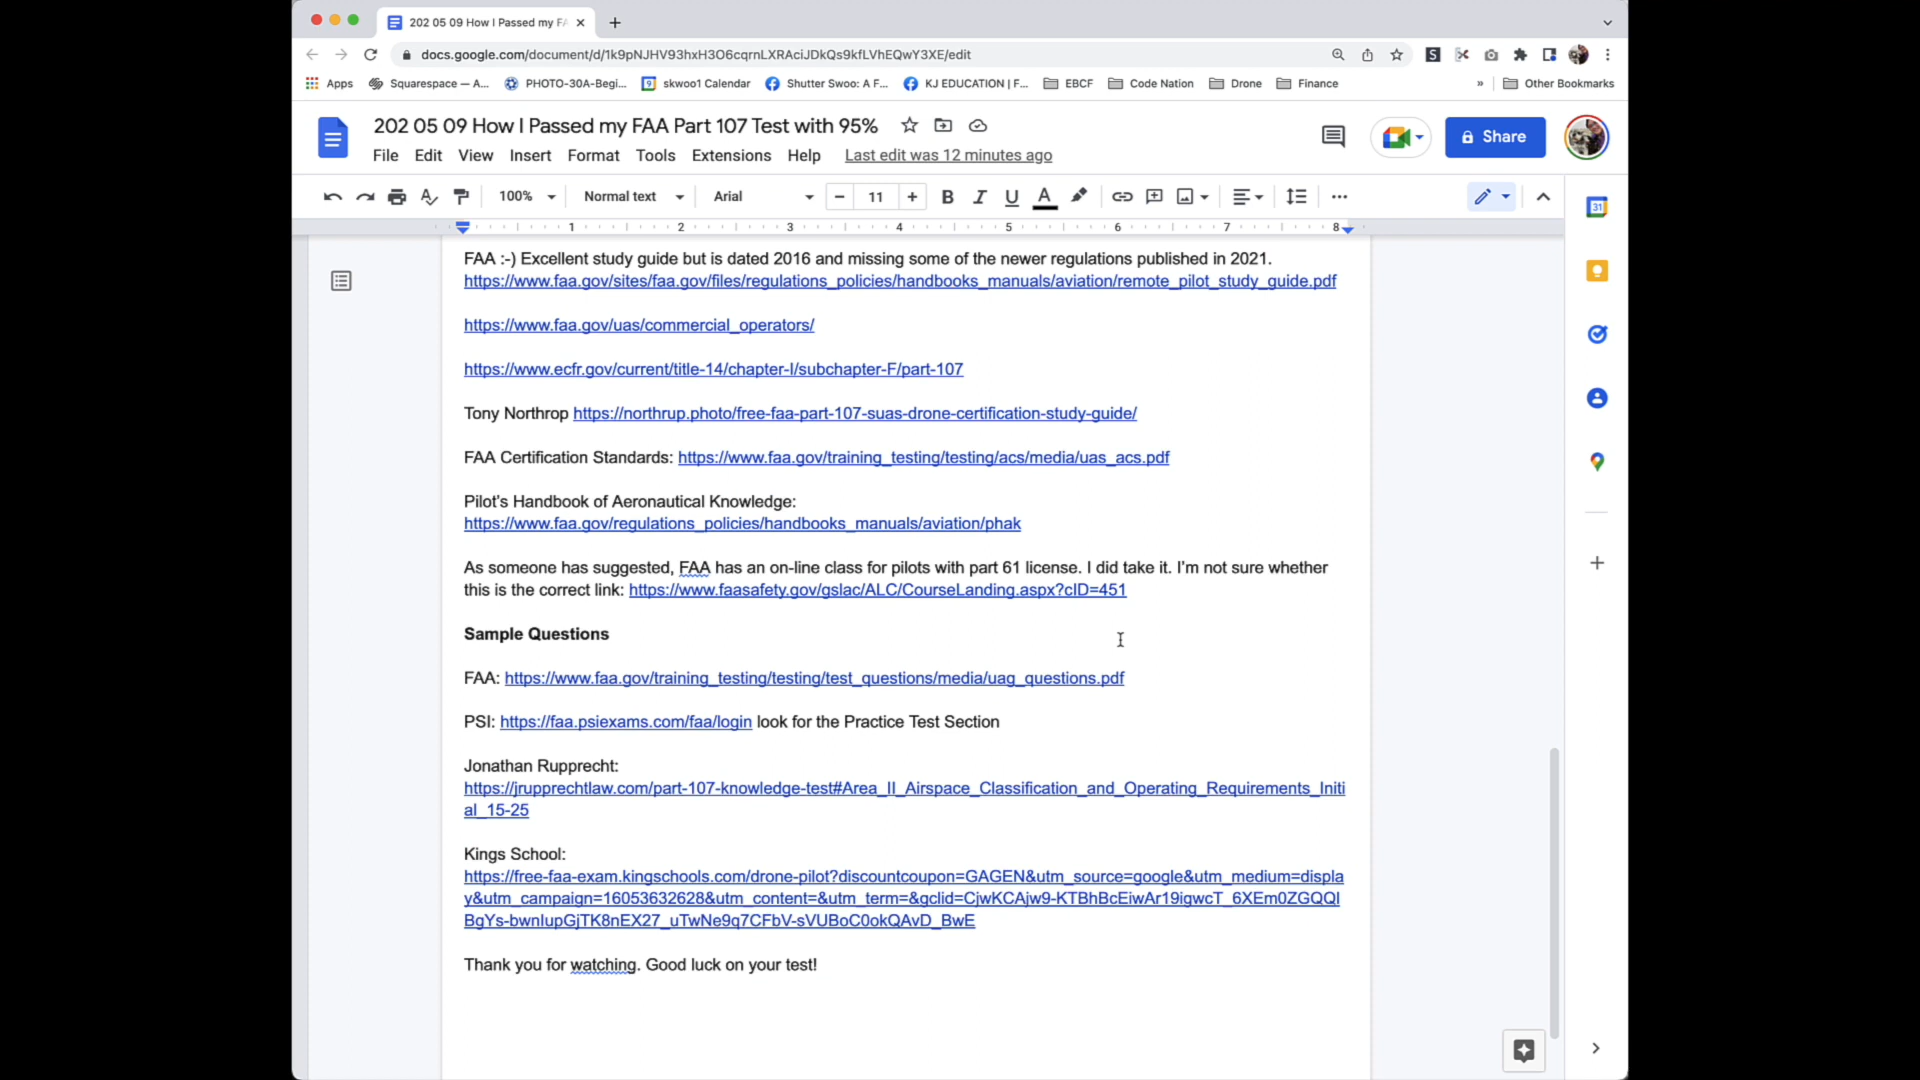 202 05 09 How I Passed my FA
docs.google.com/document/d/1k9pNJHV93hxH3O6cqrnLXRAciJDkQs9kfLVhEQwY3XE/edit
Apps Squarespace — A... PHOTO-30A-Begi... skwoo1 Calendar Shutter Swoo: A F... KJ EDUCATION | F... EBCF Code Nation Drone Finance » Other Bookmarks
202 05 09 How I Passed my FAA Part 107 Test with 95%
Share
File Edit View Insert Format Tools Extensions Help Last edit was 12 minutes ago
100% Normal text Arial − 11 + B I U A
31
1 2 3 4 5 6 7 8
FAA :-) Excellent study guide but is dated 2016 and missing some of the newer regulations published in 2021.
https://www.faa.gov/sites/faa.gov/files/regulations_policies/handbooks_manuals/aviation/remote_pilot_study_guide.pdf
https://www.faa.gov/uas/commercial_operators/
https://www.ecfr.gov/current/title-14/chapter-I/subchapter-F/part-107
Tony Northrop https://northrup.photo/free-faa-part-107-suas-drone-certification-study-guide/
FAA Certification Standards: https://www.faa.gov/training_testing/testing/acs/media/uas_acs.pdf
Pilot's Handbook of Aeronautical Knowledge:
https://www.faa.gov/regulations_policies/handbooks_manuals/aviation/phak
As someone has suggested, FAA has an on-line class for pilots with part 61 license. I did take it. I'm not sure whether
this is the correct link: https://www.faasafety.gov/gslac/ALC/CourseLanding.aspx?cID=451
Sample Questions
FAA: https://www.faa.gov/training_testing/testing/test_questions/media/uag_questions.pdf
PSI: https://faa.psiexams.com/faa/login look for the Practice Test Section
Jonathan Rupprecht:
https://jrupprechtlaw.com/part-107-knowledge-test#Area_II_Airspace_Classification_and_Operating_Requirements_Initi
al_15-25
Kings School:
https://free-faa-exam.kingschools.com/drone-pilot?discountcoupon=GAGEN&utm_source=google&utm_medium=displa
y&utm_campaign=16053632628&utm_content=&utm_term=&gclid=CjwKCAjw9-KTBhBcEiwAr19igwcT_6XEm0ZGQQI
BgYs-bwnIupGjTK8nEX27_uTwNe9q7CFbV-sVUBoC0okQAvD_BwE
Thank you for watching. Good luck on your test!